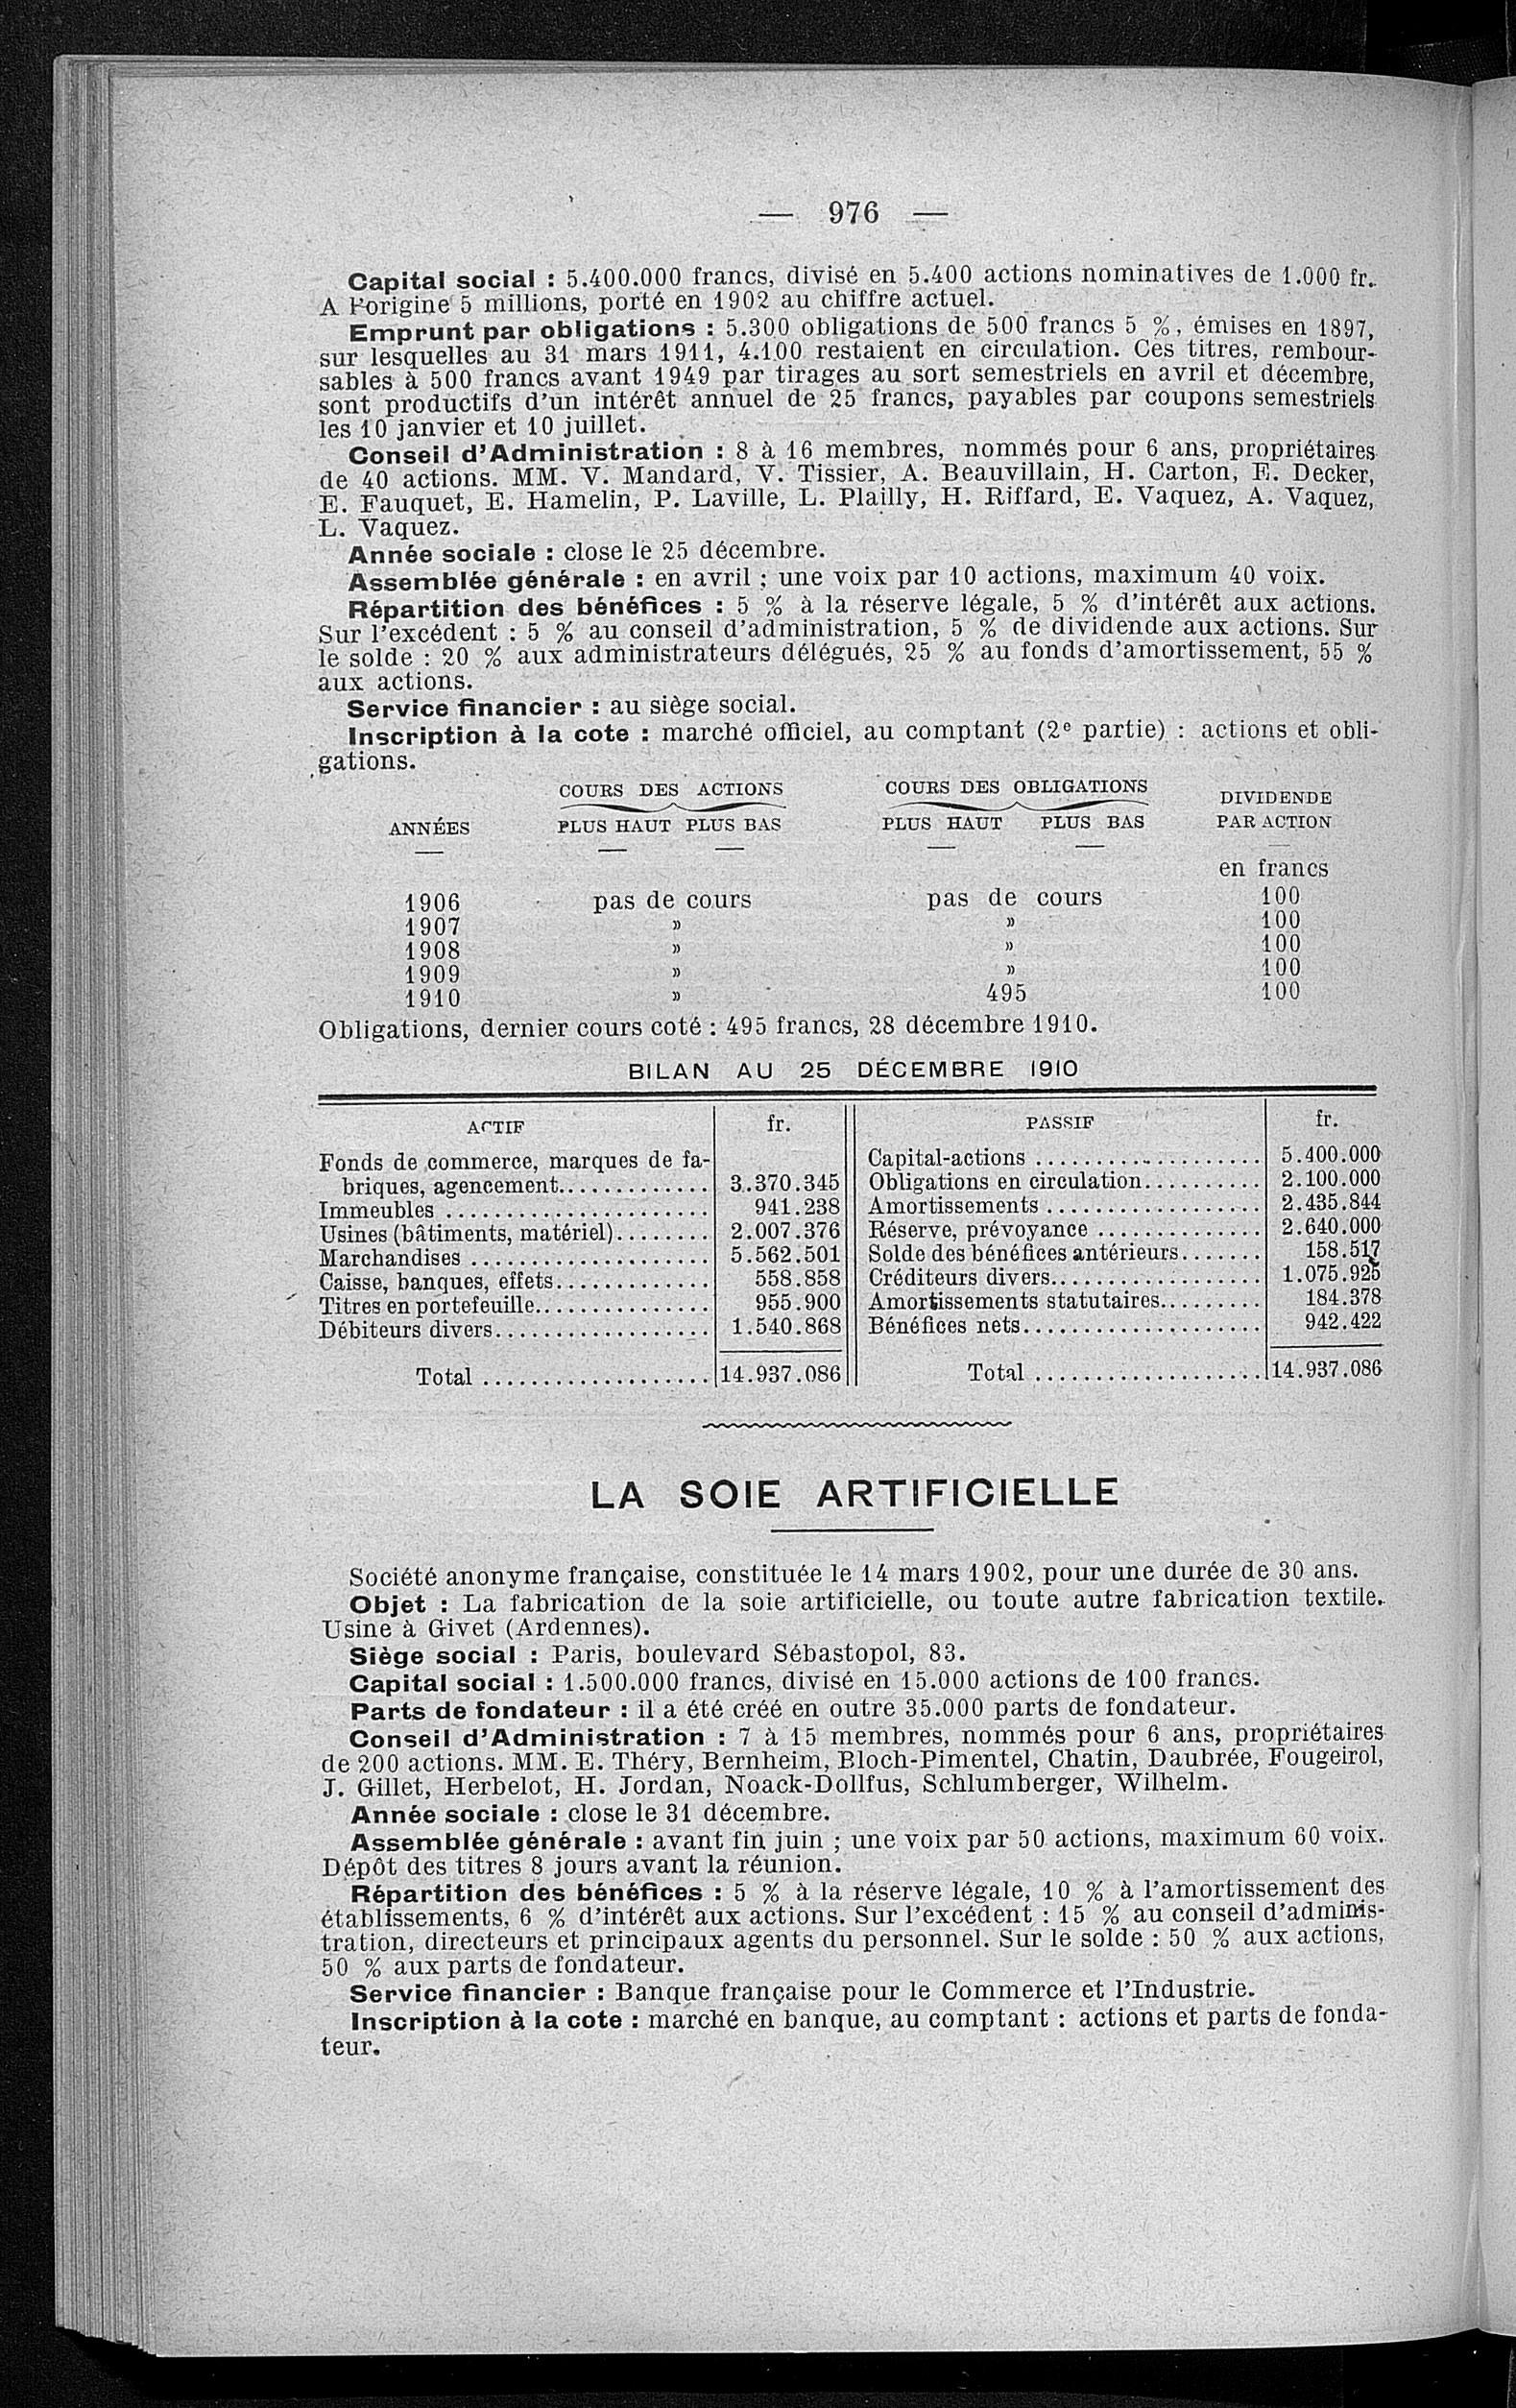 — 976 —
Capital social : 5.400.000 francs, divisé en 5.400 actions nominatives de 1.000 fr.
A l'origine 5 millions, porté en 1902 au chiffre actuel.
Emprunt par obligations : 5.300 obligations de 500 francs 5 %, émises en 1897,
sur lesquelles au 31 mars 1911, 4.100 restaient en circulation. Ces titres, rembour-
sables à 500 francs avant 1949 par tirages au sort semestriels en avril et décembre,
sont productifs d'un intérêt annuel de 25 francs, payables par coupons semestriels
les 10 janvier et 10 juillet.
Conseil d'Administration : 8 à 16 membres, nommés pour 6 ans, propriétaires
de 40 actions. MM. V. Mandard, V. Tissier, A. Beauvillain, H. Carton, E. Decker,
E. Fauquet, E. Hamelin, P. Laville, L. Plailly, H. Riffard, E. Vaquez, A. Vaquez,
L. Vaquez.
Année sociale : close le 25 décembre.
Assemblée générale : en avril ; une voix par 10 actions, maximum 40 voix.
Répartition des bénéfices : 5 % à la réserve légale, 5 % d'intérêt aux actions.
Sur l'excédent : 5 % au conseil d'administration, 5 % de dividende aux actions. Sur
le solde : 20 % aux administrateurs délégués, 25 % au fonds d'amortissement, 55 %
aux actions.
Service financier : au siège social.
Inscription à la cote : marché officiel, au comptant (2e partie) : actions et obli-
gations.
COURS DES ACTIONS COURS DES OBLIGATIONS DIVIDENDE
ANNÉES PLUS HAUT PLUS BAS PLUS HAUT PLUS BAS PAR ACTION
— — — — — —
en francs
1906 pas de cours pas de cours 100
1907 » » 100
1908 » » 100
1909 » » 100
1910 » 495 100
Obligations, dernier cours coté : 495 francs, 28 décembre 1910.
BILAN AU 25 DÉCEMBRE 1910
ACTIF fr. PASSIF fr.
Fonds de commerce, marques de fa- Capital-actions .................. 5.400.000
briques, agencement............. 3.370.345 Obligations en circulation.......... 2.100.000
Immeubles ...................... 941.238 Amortissements .................. 2.435.844
Usines (bâtiments, matériel)........ 2.007.376 Réserve, prévoyance .............. 2.640.000
Marchandises .................... 5.562.501 Solde des bénéfices antérieurs....... 158.517
Caisse, banques, effets............. 558.858 Créditeurs divers.................. 1.075.925
Titres en portefeuille............... 955.900 Amortissements statutaires......... 184.378
Débiteurs divers................... 1.540.868 Bénéfices nets.................... 942.422
Total ................... 14.937.086 Total ................... 14.937.086
LA SOIE ARTIFICIELLE
Société anonyme française, constituée le 14 mars 1902, pour une durée de 30 ans.
Objet : La fabrication de la soie artificielle, ou toute autre fabrication textile.
Usine à Givet (Ardennes).
Siège social : Paris, boulevard Sébastopol, 83.
Capital social : 1.500.000 francs, divisé en 15.000 actions de 100 francs.
Parts de fondateur : il a été créé en outre 35.000 parts de fondateur.
Conseil d'Administration : 7 à 15 membres, nommés pour 6 ans, propriétaires
de 200 actions. MM. E. Théry, Bernheim, Bloch-Pimentel, Chatin, Daubrée, Fougeirol,
J. Gillet, Herbelot, H. Jordan, Noack-Dollfus, Schlumberger, Wilhelm.
Année sociale : close le 31 décembre.
Assemblée générale : avant fin juin ; une voix par 50 actions, maximum 60 voix.
Dépôt des titres 8 jours avant la réunion.
Répartition des bénéfices : 5 % à la réserve légale, 10 % à l'amortissement des
établissements, 6 % d'intérêt aux actions. Sur l'excédent : 15 % au conseil d'adminis-
tration, directeurs et principaux agents du personnel. Sur le solde : 50 % aux actions,
50 % aux parts de fondateur.
Service financier : Banque française pour le Commerce et l'Industrie.
Inscription à la cote : marché en banque, au comptant : actions et parts de fonda-
teur.